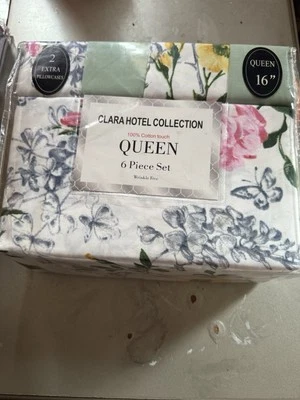 2
EXTRA
PILLOWCASES
QUEEN
16"
CLARA HOTEL COLLECTION
100% Cotton touch
QUEEN
6 Piece Set
Wrinkle Free